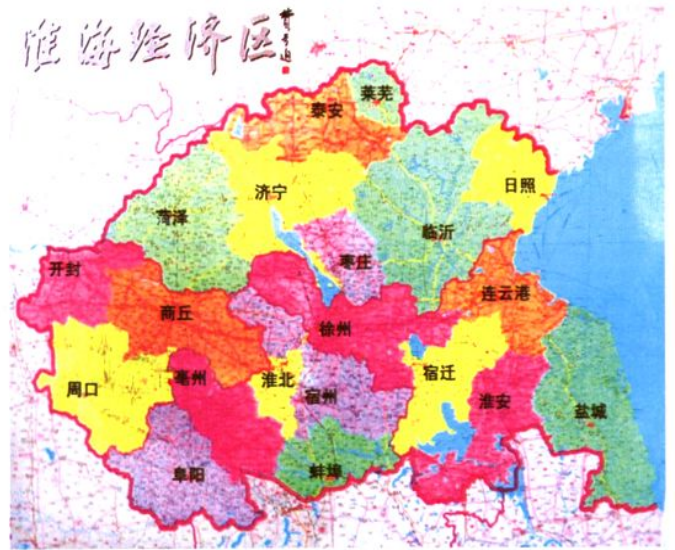 淮海经济区
莱芜
泰安
日照
济宁
菏泽
临沂
枣庄
开封
连云港
商丘
徐州
宿迁
亳州
淮北
周口
宿州
淮安
盐城
蚌埠
阜阳